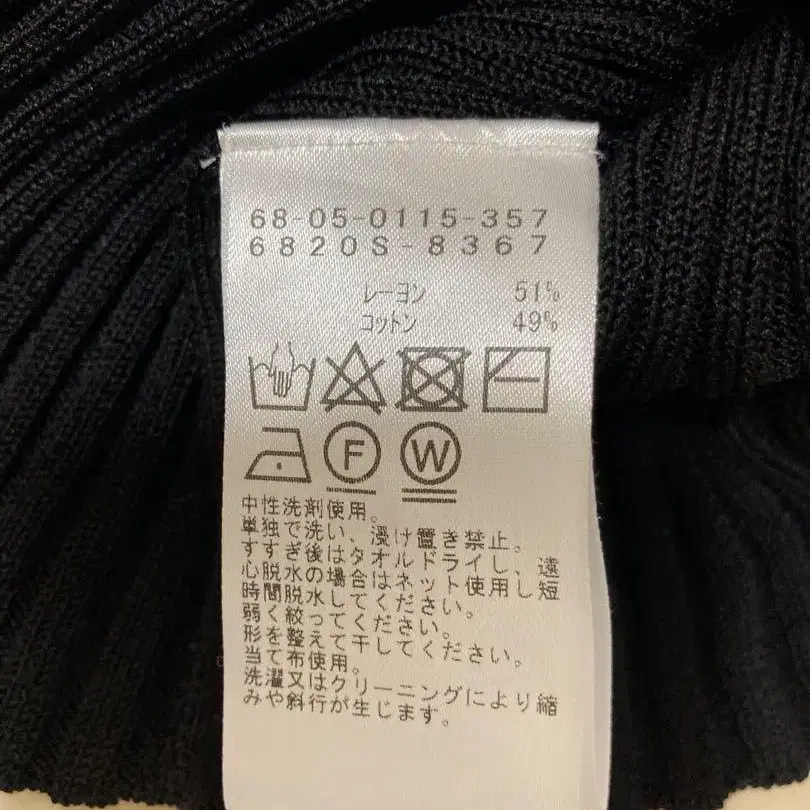 68-05-0115-357
6820S-8367
レーヨン 51%
コットン 49%
F W
中性洗剤使用。
単独で洗い、浸け置き禁止。
すすぎ後はタオルドライし、遠
心脱水の場合はネット使用し短
時間脱水してください。
弱く絞ってください。
形を整えて干してください。
当て布使用。
洗濯又はクリーニングにより縮
みや斜行が生じます。